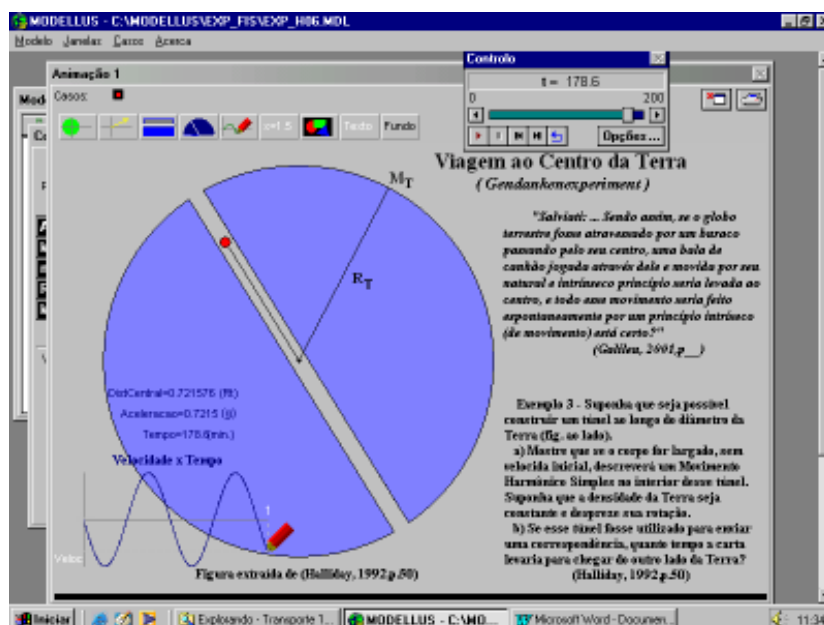 MODELLUS - C:\MODELLUS\EXP_FIS\EXP_H06.MDL
Modelo Janelas Casos Acerca
Animação 1
Casos:
Controlo
t = 178.6
0 200
Opções ...
z=1.5 Texto Fundo
Viagem ao Centro da Terra
( Gendankenexperiment )
M T
R T
"Salviati: ... Sendo assim, se o globo
terrestre fosse atravessado por um buraco
passando pelo seu centro, uma bala de
canhão jogada através dele e movida por seu
natural e intrínseco princípio seria levada ao
centro, e todo esse movimento seria feito
espontaneamente por um princípio intríseco
(de movimento) está certo?"
(Galileu, 2001,p__)
DistCentral=0.721576 (Rt)
Aceleracao=0.7215 (g)
Tempo=178.6(min.)
Velocidade x Tempo
Veloc
t
Figura extraída de (Halliday, 1992,p.50)
Exemplo 3 - Suponha que seja possível
construir um túnel ao longo do diâmetro da
Terra (fig. ao lado).
a) Mostre que se o corpo for largado, sem
velocida inicial, descreverá um Movimento
Harmônico Simples no interior desse túnel.
Suponha que a densidade da Terra seja
constante e despreze sua rotação.
b) Se esse túnel fosse utilizado para enviar
uma correspondência, quanto tempo a carta
levaria para chegar do outro lado da Terra?
(Halliday, 1992,p.50)
Iniciar
Explorando - Transporte 1...
MODELLUS - C:\MO...
Microsoft Word - Documen...
11:34